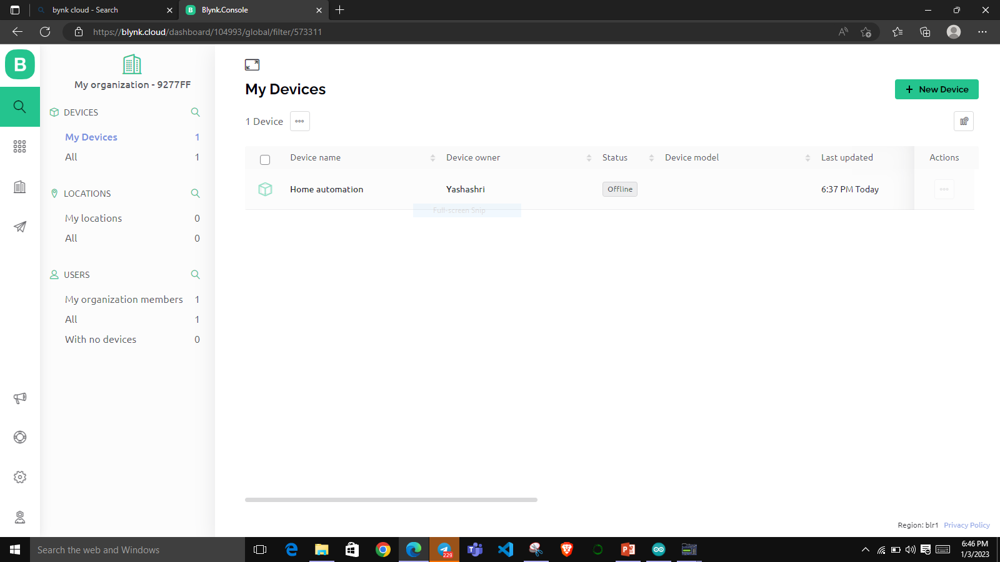 bynk cloud - Search
B
Blynk.Console
https://blynk.cloud/dashboard/104993/global/filter/573311
B
My organization - 9277FF
DEVICES
My Devices 1
All 1
LOCATIONS
My locations 0
All 0
USERS
My organization members 1
All 1
With no devices 0
My Devices
+ New Device
1 Device
Device name Device owner Status Device model Last updated Actions
Home automation Yashashri Offline 6:37 PM Today
Full-screen Snip
Region: blr1 Privacy Policy
Search the web and Windows
229
6:46 PM
1/3/2023